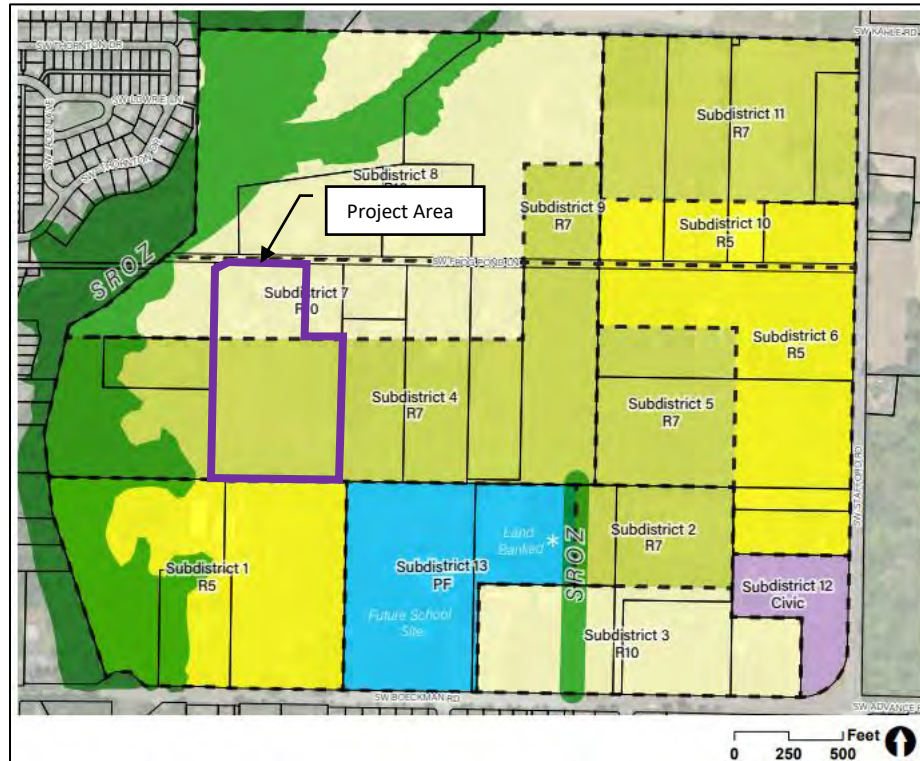 SW THORNTON DR
SW KAHLE RD
SW LOWRIE LN
SW THORNTON DR
Subdistrict 11
R7
Subdistrict 8
Project Area
Subdistrict 9
R7
Subdistrict 10
R5
SROZ
SW FROG POND LN
Subdistrict 7
R10
Subdistrict 6
R5
Subdistrict 4
R7
Subdistrict 5
R7
SW STAFFORD RD
Land
Banked *
SROZ
Subdistrict 2
R7
Subdistrict 1
R5
Subdistrict 13
PF
Subdistrict 12
Civic
Future School
Site
Subdistrict 3
R10
SW BOECKMAN RD
SW ADVANCE R
Feet
0 250 500